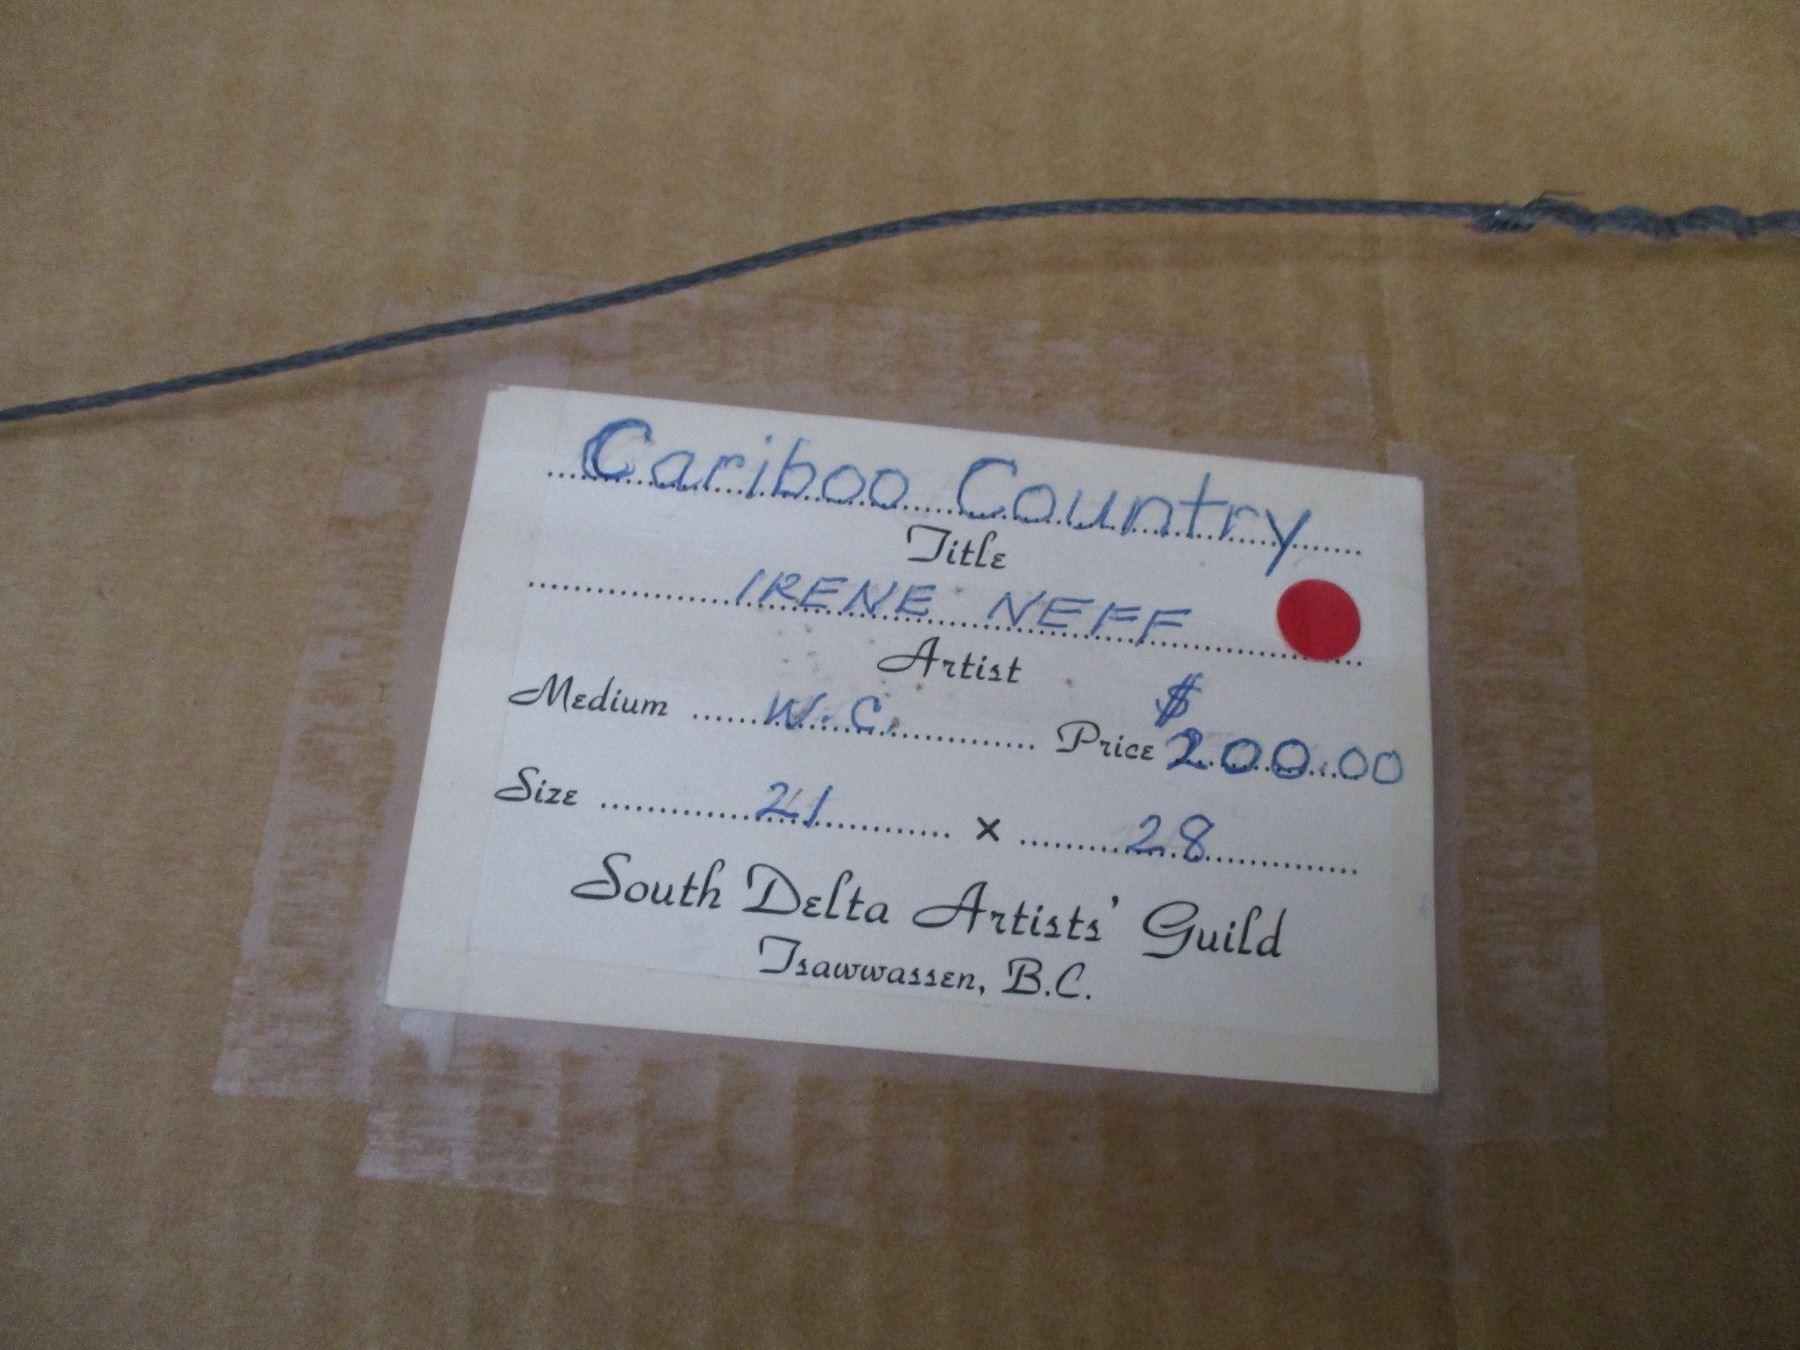 Cariboo Country
Title
IRENE NEFF
Artist
$
Medium W.C. Price 200.00
Size 21 x 28
South Delta Artists' Guild
Tsawwassen, B.C.